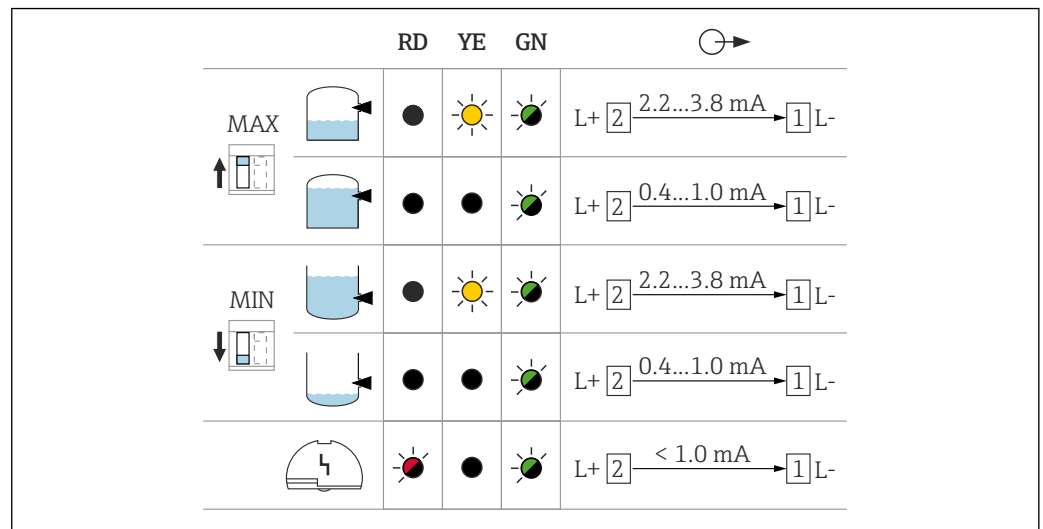 RD YE GN
MAX
L+ 2 2.2...3.8 mA 1 L-
L+ 2 0.4...1.0 mA 1 L-
MIN
L+ 2 2.2...3.8 mA 1 L-
L+ 2 0.4...1.0 mA 1 L-
L+ 2 < 1.0 mA 1 L-